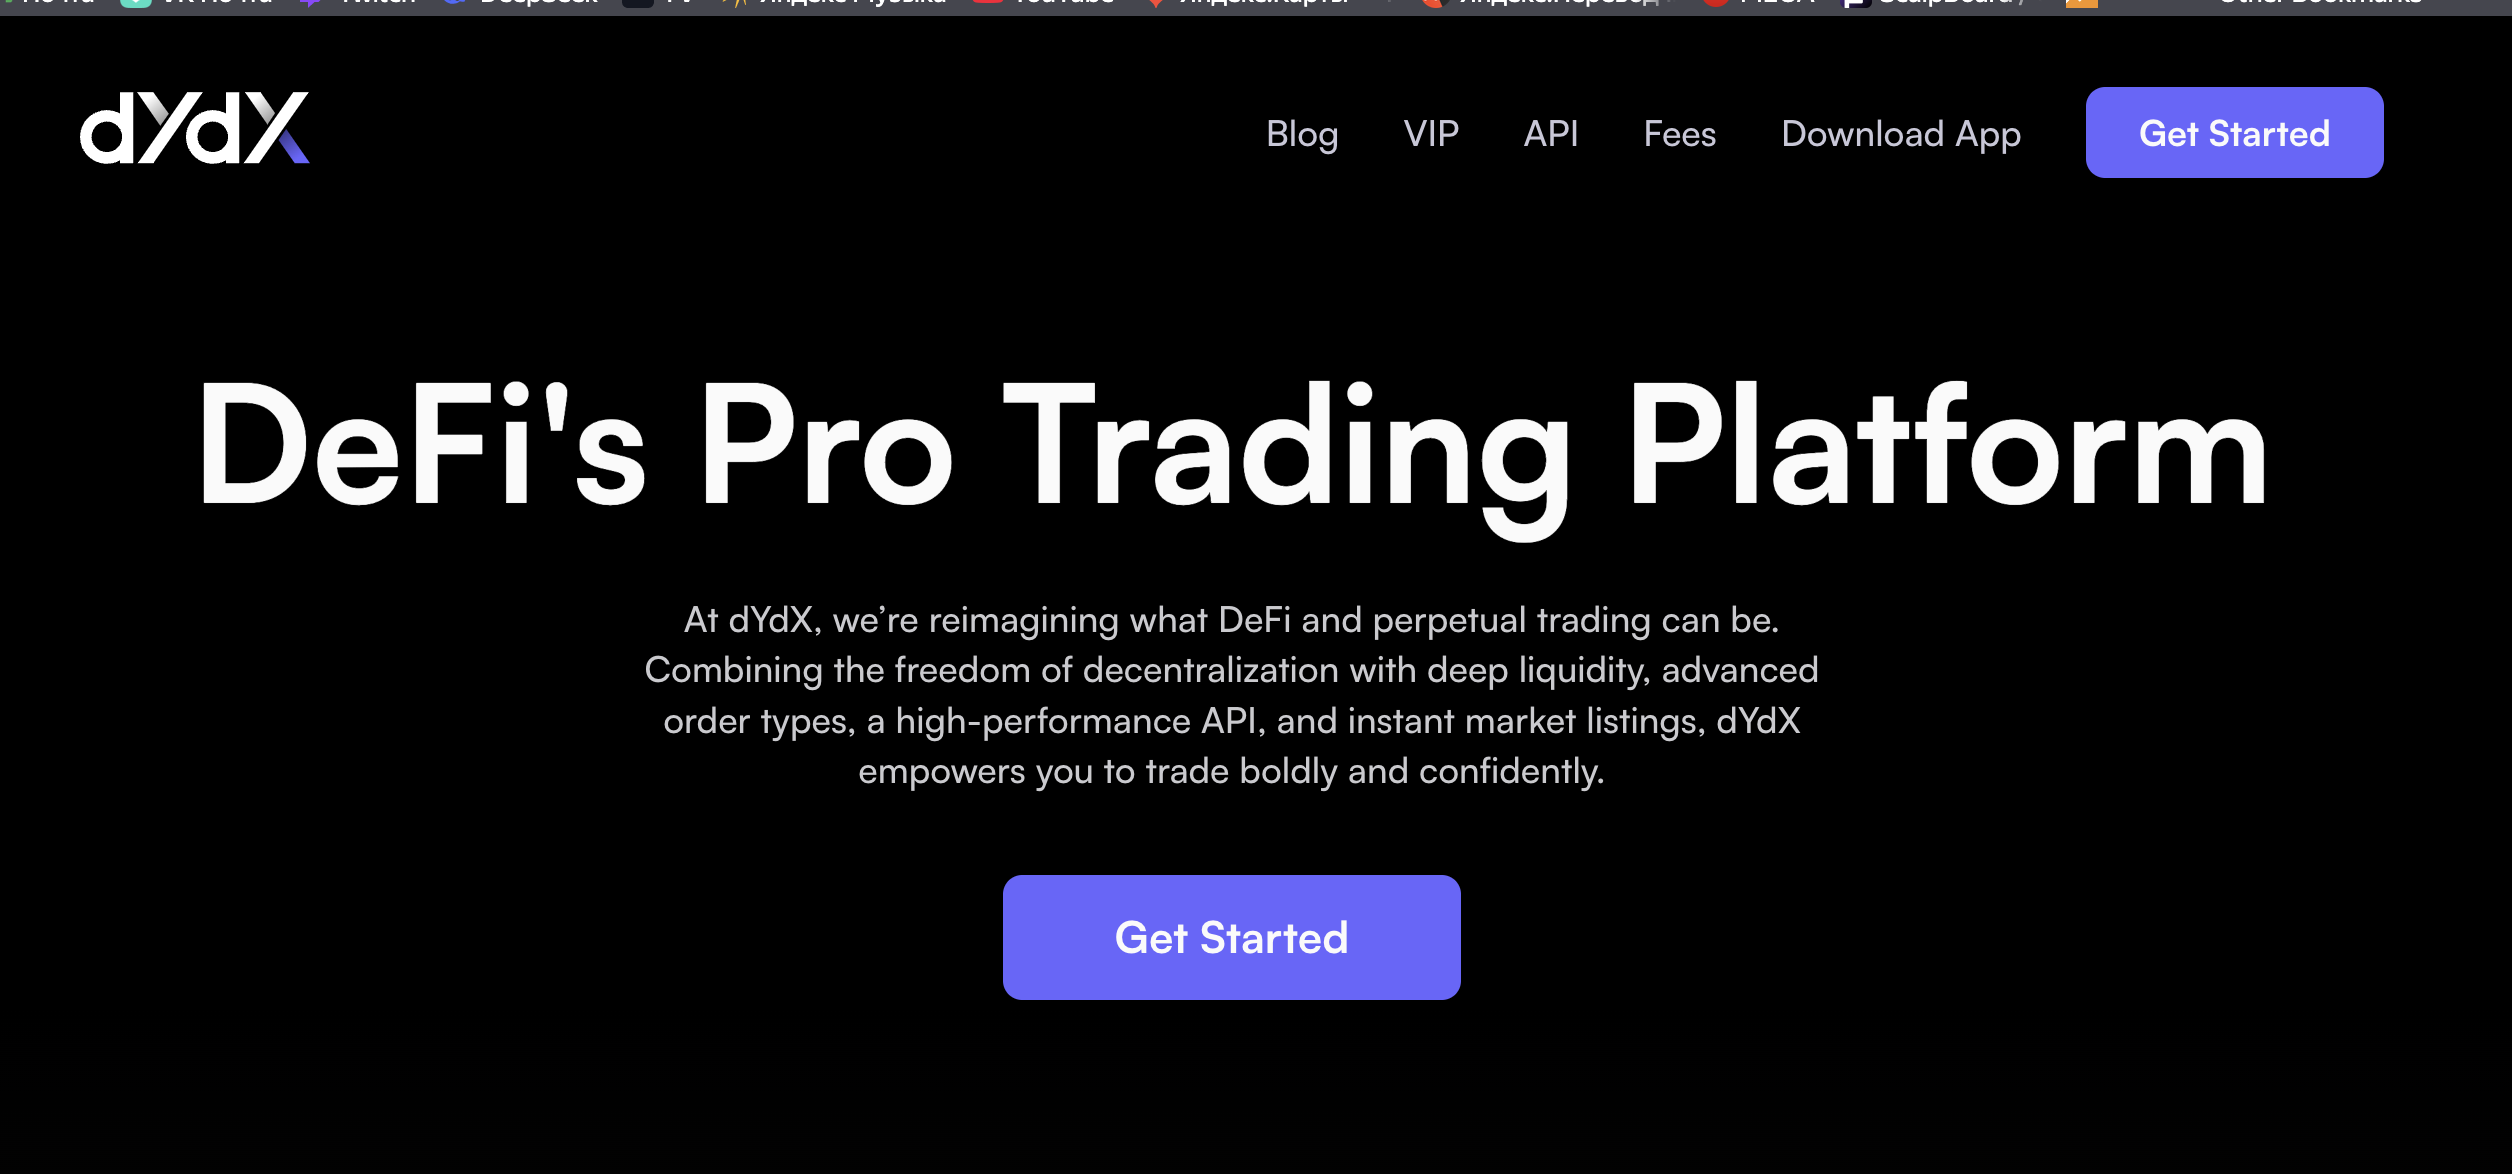 dYdX
Blog VIP API Fees Download App Get Started
DeFi's Pro Trading Platform
At dYdX, we’re reimagining what DeFi and perpetual trading can be.
Combining the freedom of decentralization with deep liquidity, advanced
order types, a high-performance API, and instant market listings, dYdX
empowers you to trade boldly and confidently.
Get Started